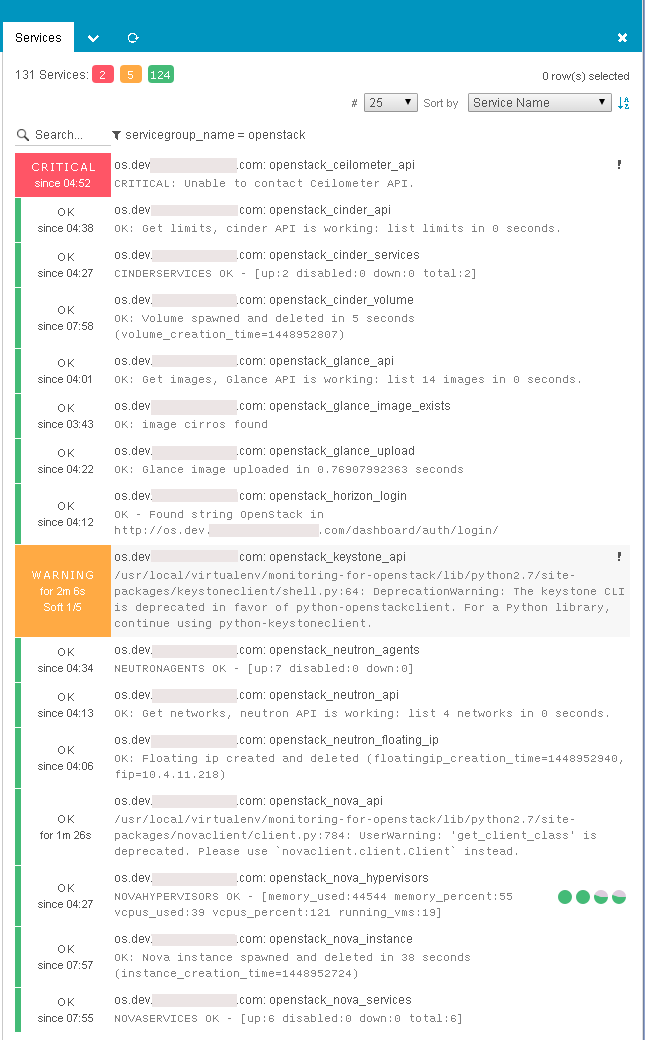 Services
131 Services: 2 5 124
0 row(s) selected
# 25 Sort by Service Name
Search... servicegroup_name = openstack
CRITICAL
since 04:52
os.dev .com: openstack_ceilometer_api
CRITICAL: Unable to contact Ceilometer API.
OK
since 04:38
os.dev .com: openstack_cinder_api
OK: Get limits, cinder API is working: list limits in 0 seconds.
OK
since 04:27
os.dev. .com: openstack_cinder_services
CINDERSERVICES OK - [up:2 disabled:0 down:0 total:2]
OK
since 07:58
os.dev. .com: openstack_cinder_volume
OK: Volume spawned and deleted in 5 seconds
(volume_creation_time=1448952807)
OK
since 04:01
os.dev. .com: openstack_glance_api
OK: Get images, Glance API is working: list 14 images in 0 seconds.
OK
since 03:43
os.dev. .com: openstack_glance_image_exists
OK: image cirros found
OK
since 04:22
os.dev. .com: openstack_glance_upload
OK: Glance image uploaded in 0.76907992363 seconds
OK
since 04:12
os.dev. .com: openstack_horizon_login
OK - Found string OpenStack in
http://os.dev. .com/dashboard/auth/login/
WARNING
for 2m 6s
Soft 1/5
os.dev .com: openstack_keystone_api
/usr/local/virtualenv/monitoring-for-openstack/lib/python2.7/site-
packages/keystoneclient/shell.py:64: DeprecationWarning: The keystone CLI
is deprecated in favor of python-openstackclient. For a Python library,
continue using python-keystoneclient.
OK
since 04:34
os.dev. .com: openstack_neutron_agents
NEUTRONAGENTS OK - [up:7 disabled:0 down:0]
OK
since 04:13
os.dev. .com: openstack_neutron_api
OK: Get networks, neutron API is working: list 4 networks in 0 seconds.
OK
since 04:06
os.dev. .com: openstack_neutron_floating_ip
OK: Floating ip created and deleted (floatingip_creation_time=1448952940,
fip=10.4.11.218)
OK
for 1m 26s
os.dev. .com: openstack_nova_api
/usr/local/virtualenv/monitoring-for-openstack/lib/python2.7/site-
packages/novaclient/client.py:784: UserWarning: 'get_client_class' is
deprecated. Please use `novaclient.client.Client` instead.
OK
since 04:27
os.dev. .com: openstack_nova_hypervisors
NOVAHYPERVISORS OK - [memory_used:44544 memory_percent:55
vcpus_used:39 vcpus_percent:121 running_vms:19]
OK
since 07:57
os.dev. .com: openstack_nova_instance
OK: Nova instance spawned and deleted in 38 seconds
(instance_creation_time=1448952724)
OK
since 07:55
os.dev. .com: openstack_nova_services
NOVASERVICES OK - [up:6 disabled:0 down:0 total:6]